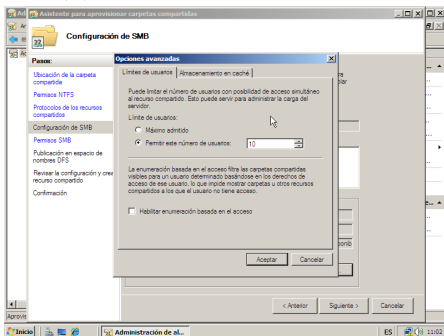 Asistente para aprovisionar carpetas compartidas
Configuración de SMB
Pasos:
Ubicación de la carpeta
compartida
Permisos NTFS
Protocolos de los recursos
compartidos
Configuración de SMB
Permisos SMB
Publicación en espacio de
nombres DFS
Revisar la configuración y crea
recurso compartido
Confirmación
Opciones avanzadas
Límites de usuarios
Almacenamiento en caché
Puede limitar el número de usuarios con posibilidad de acceso simultáneo
al recurso compartido. Esto puede servir para administrar la carga del
servidor.
Límite de usuarios:
Máximo admitido
Permitir este número de usuarios:
10
La enumeración basada en el acceso filtra las carpetas compartidas
visibles para un usuario determinado basándose en los derechos de
acceso de ese usuario, lo que impide mostrar carpetas u otros recursos
compartidos a los que el usuario no tiene acceso.
Habilitar enumeración basada en el acceso
Aceptar
Cancelar
< Anterior
Siguiente >
Cancelar
Aprovis
Inicio
Administración de al...
ES
11:02